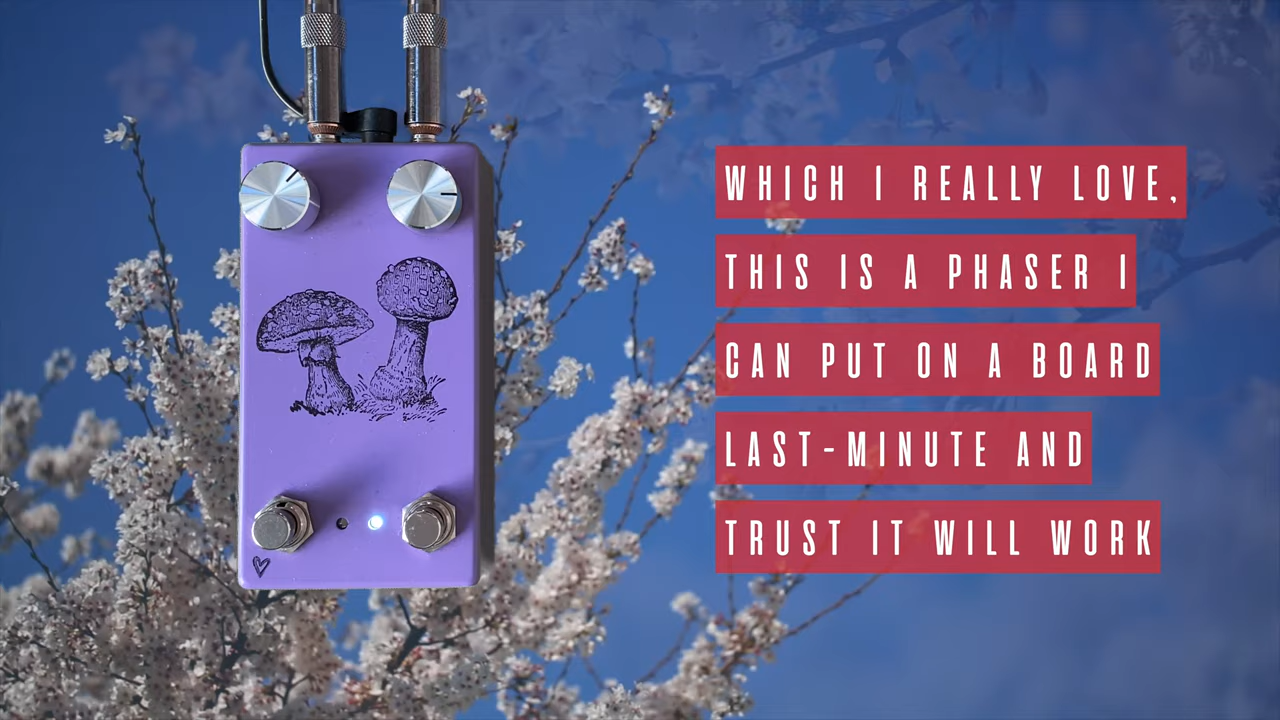 WHICH I REALLY LOVE,
THIS IS A PHASER I
CAN PUT ON A BOARD
LAST-MINUTE AND
TRUST IT WILL WORK